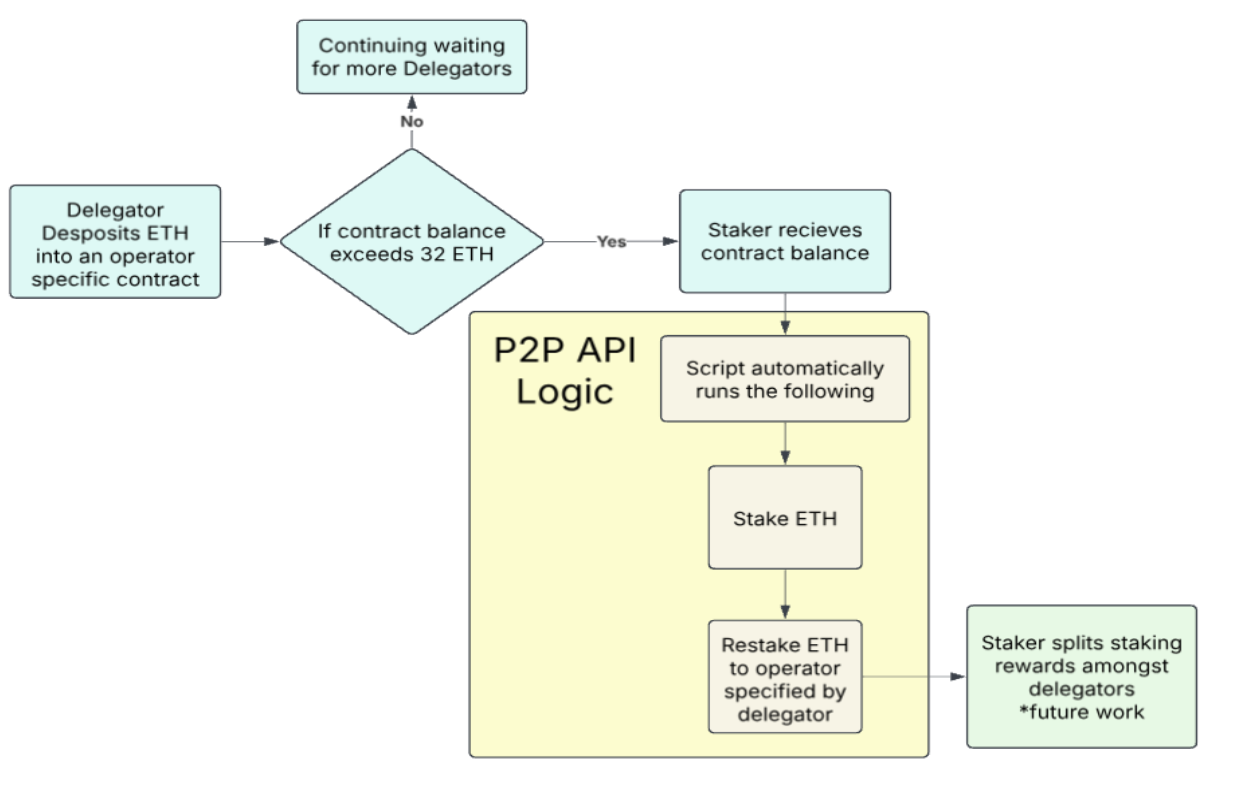 Continuing waiting
for more Delegators
No
Delegator
Desposits ETH
into an operator
specific contract
If contract balance
exceeds 32 ETH
Yes
Staker recieves
contract balance
P2P API
Logic
Script automatically
runs the following
Stake ETH
Restake ETH
to operator
specified by
delegator
Staker splits staking
rewards amongst
delegators
*future work